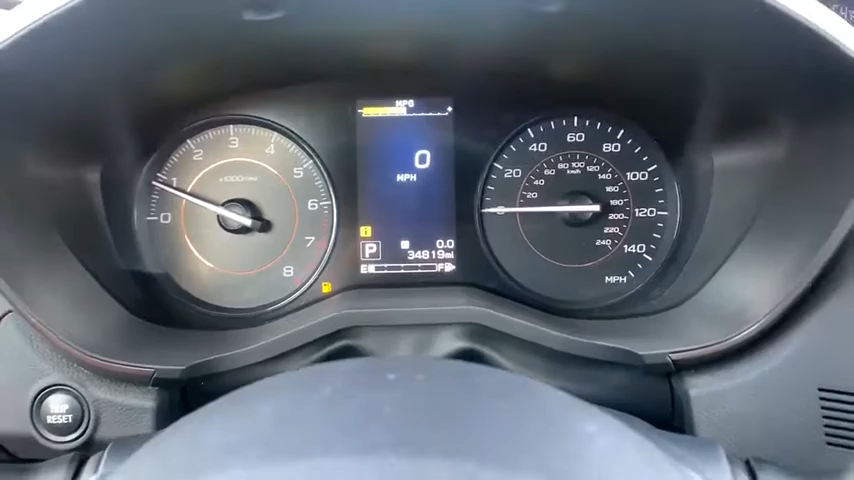 0 1 2 3 4 5 6 7 8
x1000r/min
MPG
- +
0
MPH
i
P
0.0
34819mi
E F
20 40 60 80 100 120 140
20 40 60 80 100 120 140 160 180 200 220 240
km/h
MPH
TRIP
RESET